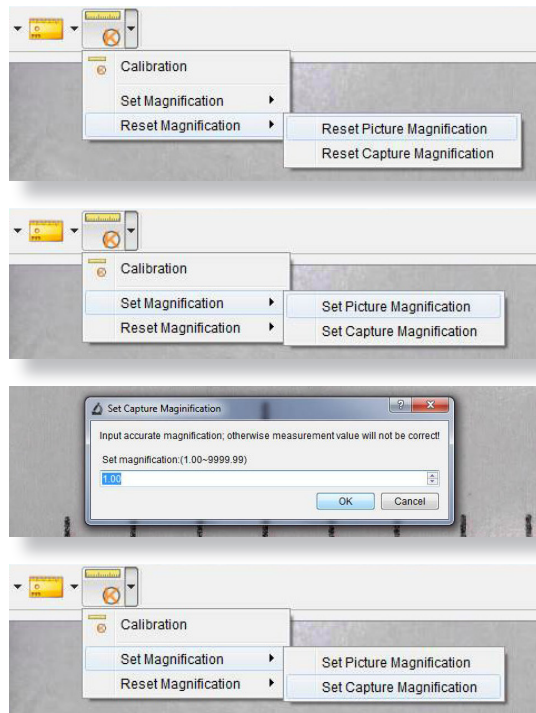 Calibration
Set Magnification
Reset Magnification
Reset Picture Magnification
Reset Capture Magnification
Calibration
Set Magnification
Set Picture Magnification
Reset Magnification
Set Capture Magnification
Set Capture Maginification
Input accurate magnification; otherwise measurement value will not be correct!
Set magnification:(1.00~9999.99)
1.00
OK Cancel
Calibration
Set Magnification
Set Picture Magnification
Reset Magnification
Set Capture Magnification